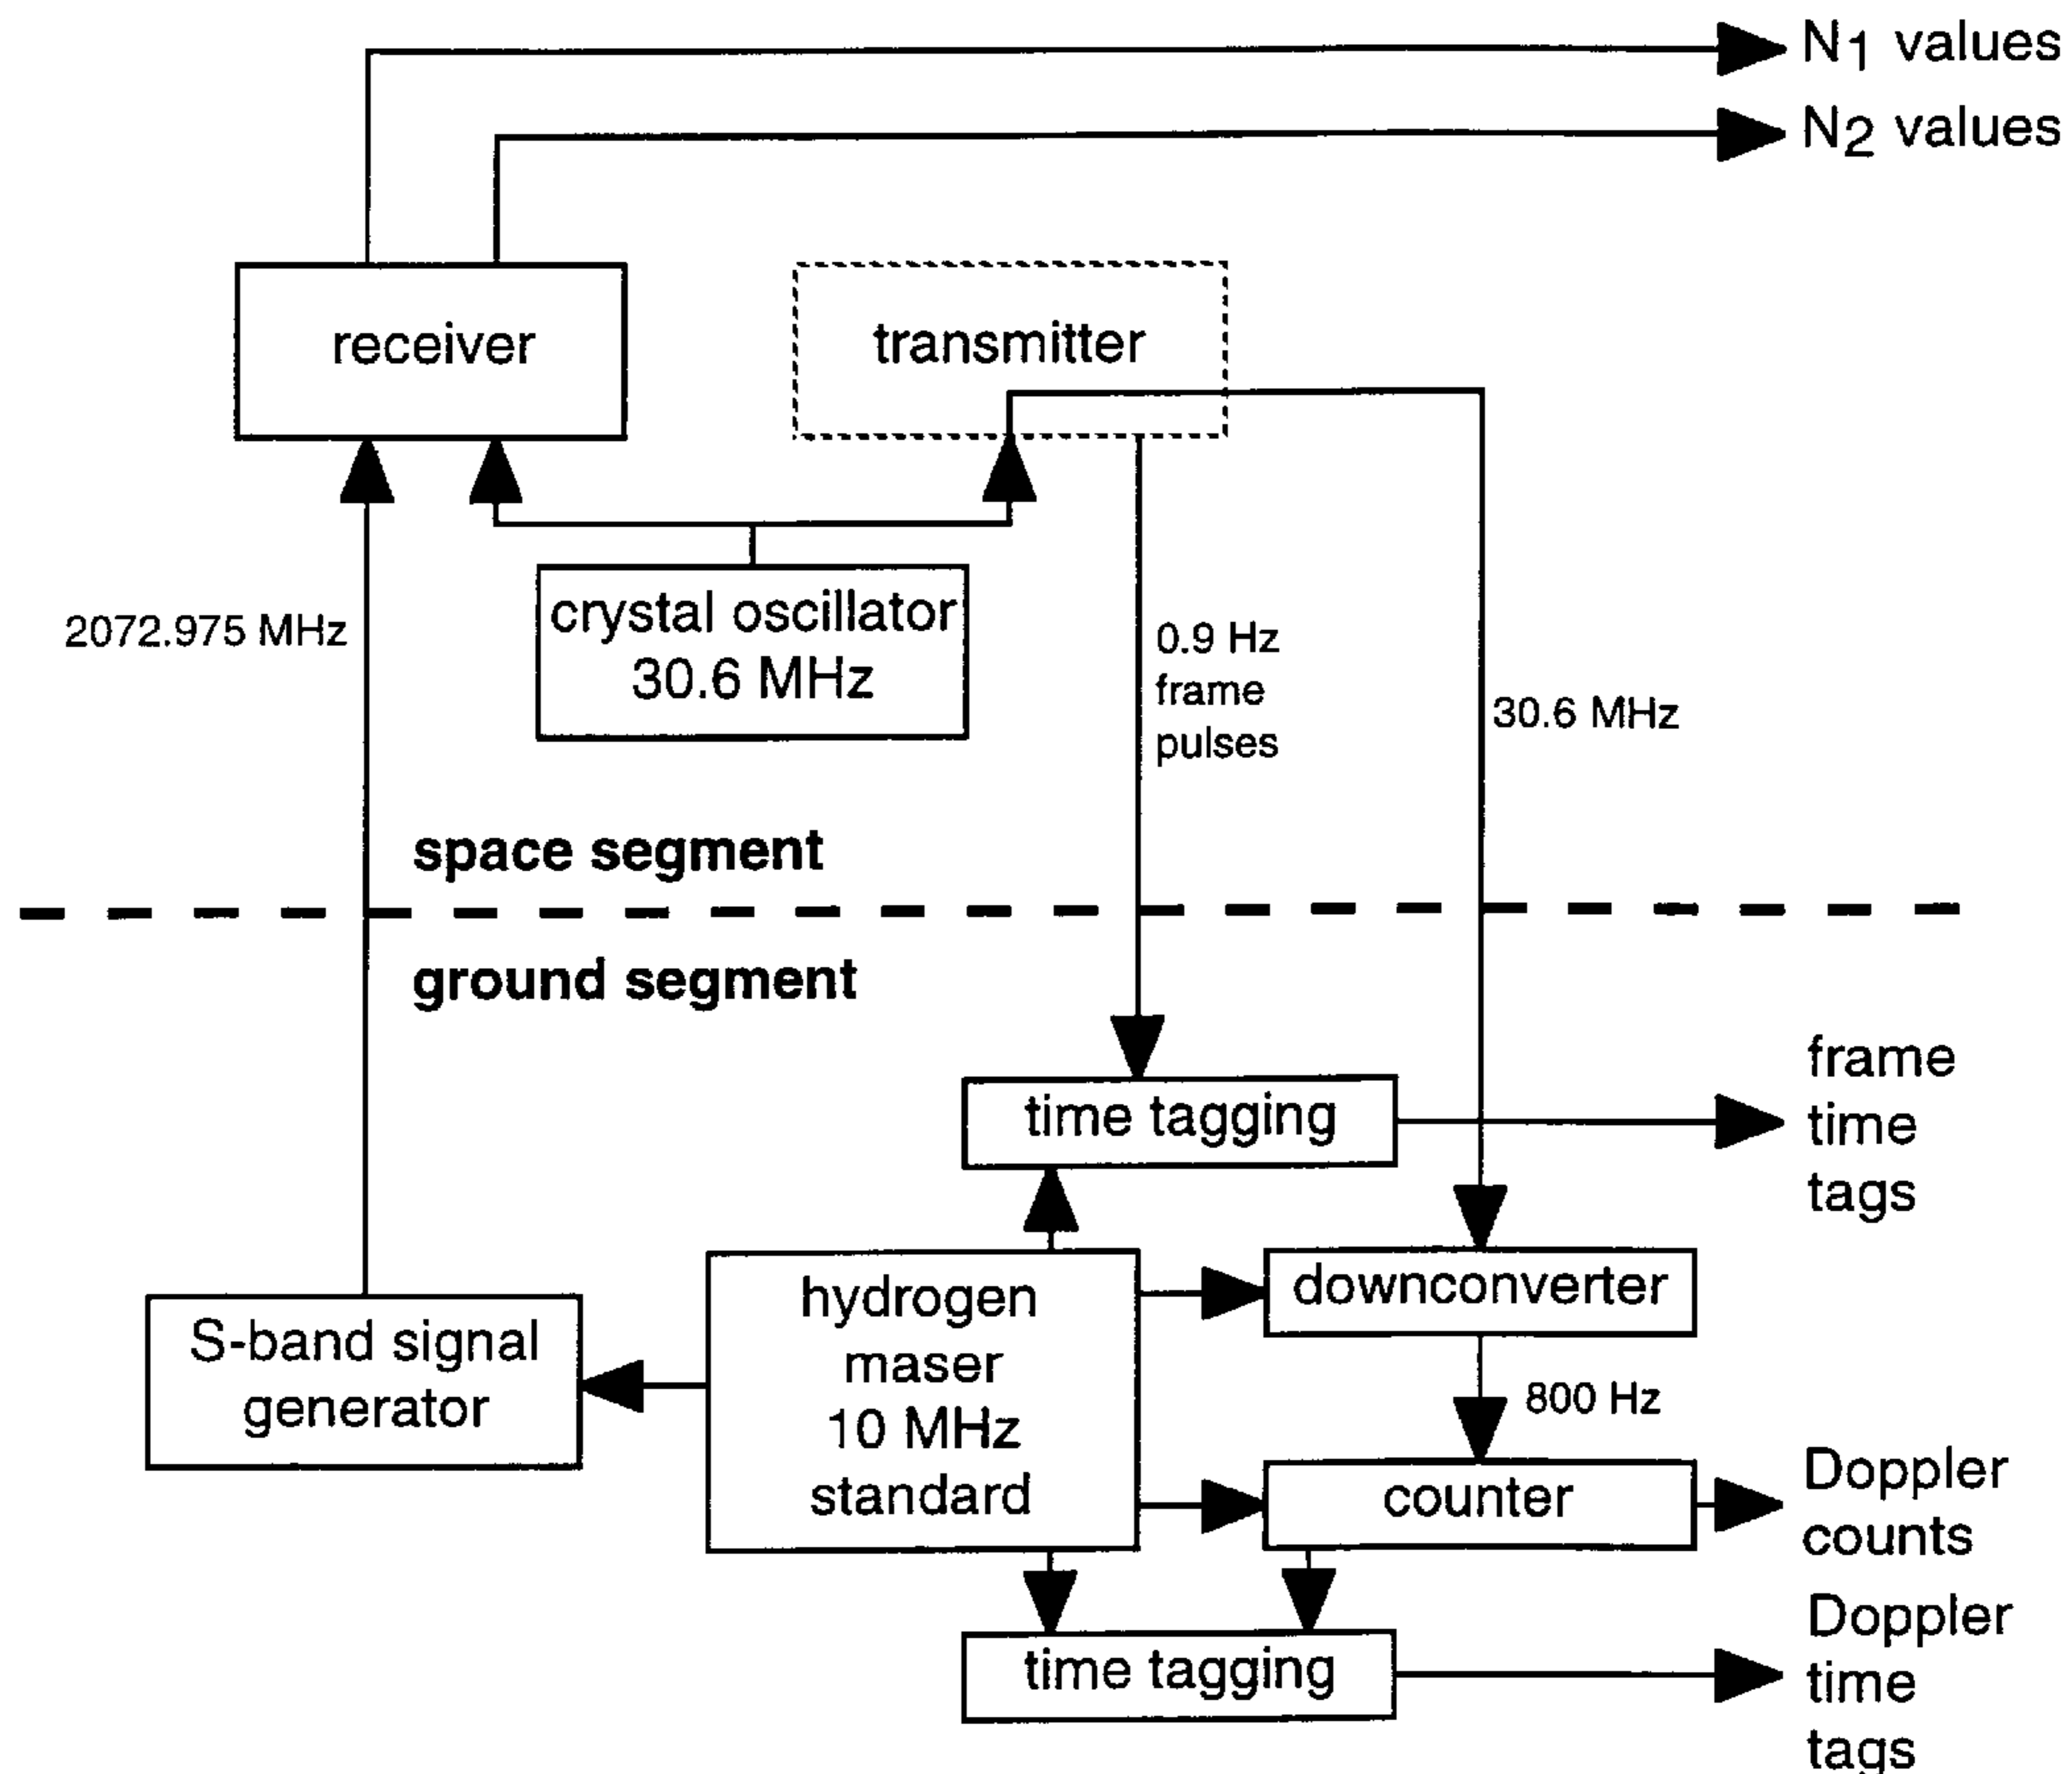 N1 values
N2 values
receiver
transmitter
crystal oscillator
30.6 MHz
2072.975 MHz
0.9 Hz
frame
pulses
30.6 MHz
space segment
ground segment
frame
time
tags
time tagging
hydrogen
maser
10 MHz
standard
downconverter
S-band signal
generator
800 Hz
counter
Doppler
counts
time tagging
Doppler
time
tags